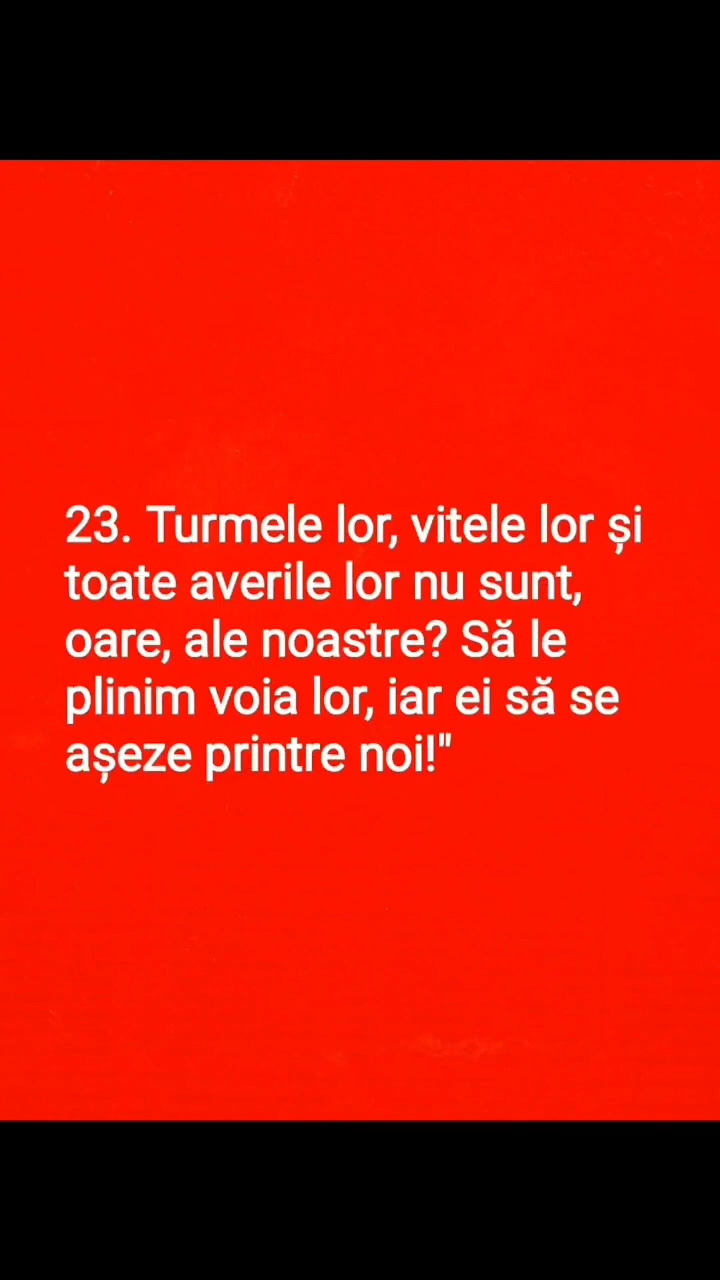 23. Turmele lor, vitele lor și
toate averile lor nu sunt,
oare, ale noastre? Să le
plinim voia lor, iar ei să se
așeze printre noi!"